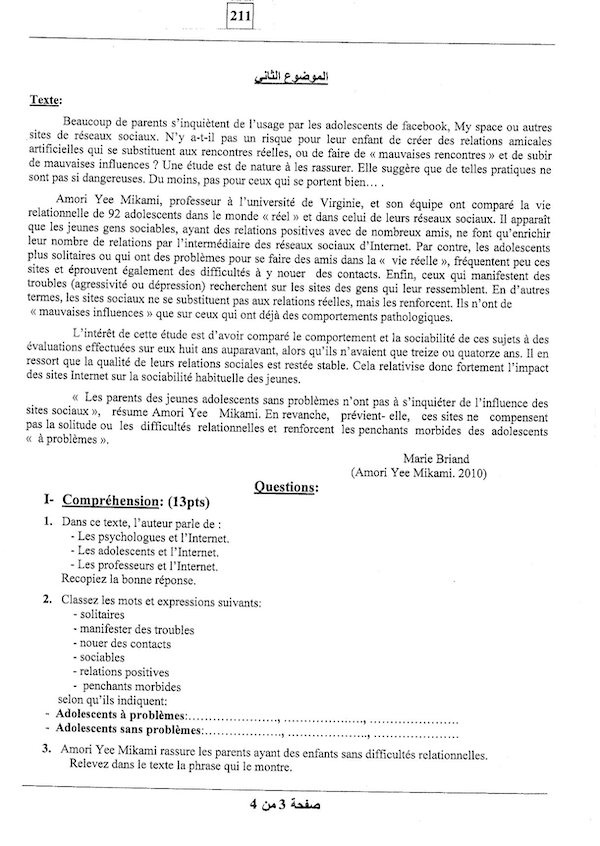 211
الموضوع الثاني
Texte:
Beaucoup de parents s'inquiètent de l'usage par les adolescents de facebook, My space ou autres
sites de réseaux sociaux. N'y a-t-il pas un risque pour leur enfant de créer des relations amicales
artificielles qui se substituent aux rencontres réelles, ou de faire de « mauvaises rencontres » et de subir
de mauvaises influences ? Une étude est de nature à les rassurer. Elle suggère que de telles pratiques ne
sont pas si dangereuses. Du moins, pas pour ceux qui se portent bien... .
Amori Yee Mikami, professeur à l'université de Virginie, et son équipe ont comparé la vie
relationnelle de 92 adolescents dans le monde « réel » et dans celui de leurs réseaux sociaux. Il apparaît
que les jeunes gens sociables, ayant des relations positives avec de nombreux amis, ne font qu'enrichir
leur nombre de relations par l'intermédiaire des réseaux sociaux d'Internet. Par contre, les adolescents
plus solitaires ou qui ont des problèmes pour se faire des amis dans la « vie réelle », fréquentent peu ces
sites et éprouvent également des difficultés à y nouer des contacts. Enfin, ceux qui manifestent des
troubles (agressivité ou dépression) recherchent sur les sites des gens qui leur ressemblent. En d'autres
termes, les sites sociaux ne se substituent pas aux relations réelles, mais les renforcent. Ils n'ont de
« mauvaises influences » que sur ceux qui ont déjà des comportements pathologiques.
L'intérêt de cette étude est d'avoir comparé le comportement et la sociabilité de ces sujets à des
évaluations effectuées sur eux huit ans auparavant, alors qu'ils n'avaient que treize ou quatorze ans. Il en
ressort que la qualité de leurs relations sociales est restée stable. Cela relativise donc fortement l'impact
des sites Internet sur la sociabilité habituelle des jeunes.
« Les parents des jeunes adolescents sans problèmes n'ont pas à s'inquiéter de l'influence des
sites sociaux », résume Amori Yee Mikami. En revanche, prévient- elle, ces sites ne compensent
pas la solitude ou les difficultés relationnelles et renforcent les penchants morbides des adolescents
« à problèmes ».
Marie Briand
(Amori Yee Mikami. 2010)
Questions:
I- Compréhension: (13pts)
1. Dans ce texte, l'auteur parle de :
- Les psychologues et l'Internet.
- Les adolescents et l'Internet.
- Les professeurs et l'Internet.
Recopiez la bonne réponse.
2. Classez les mots et expressions suivants:
- solitaires
- manifester des troubles
- nouer des contacts
- sociables
- relations positives
- penchants morbides
selon qu'ils indiquent:
- Adolescents à problèmes:......................, ...................., ......................
- Adolescents sans problèmes:...................., ...................., ......................
3. Amori Yee Mikami rassure les parents ayant des enfants sans difficultés relationnelles.
Relevez dans le texte la phrase qui le montre.
صفحة 3 من 4